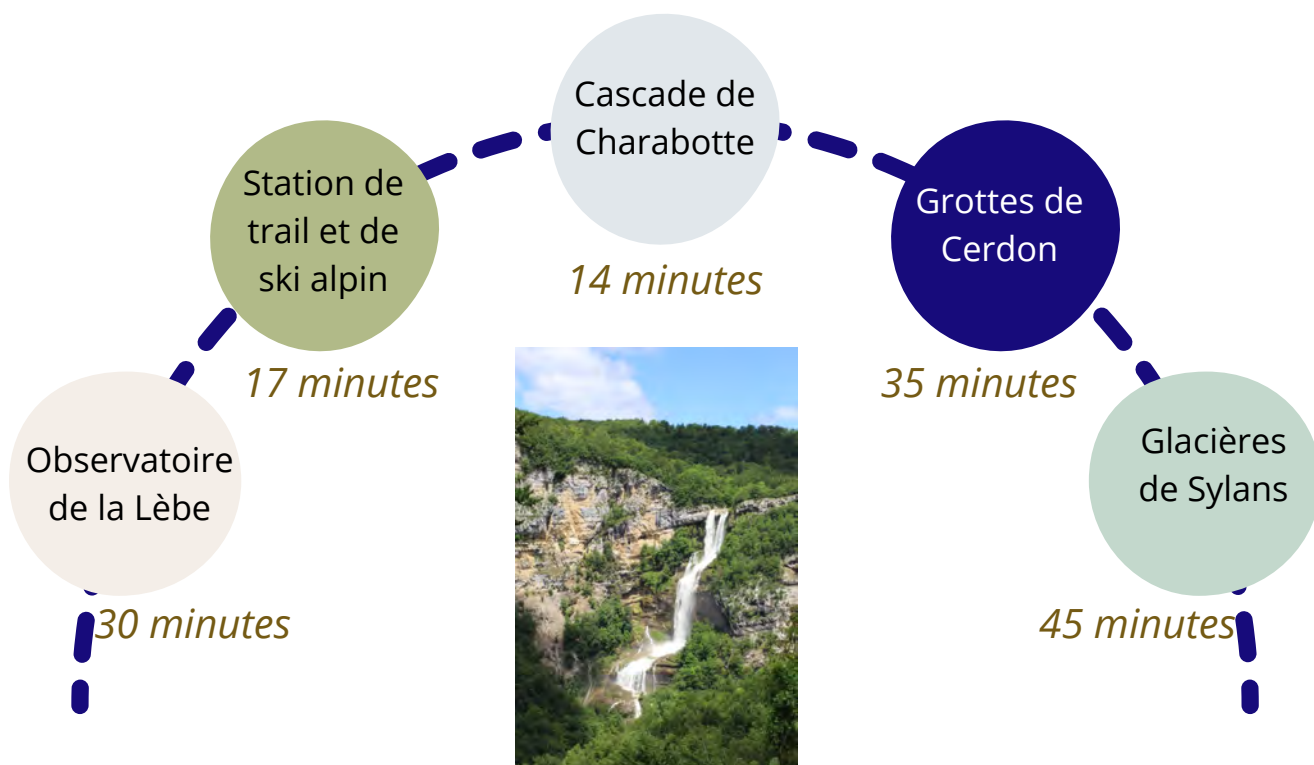 Observatoire
de la Lèbe
30 minutes
Station de
trail et de
ski alpin
17 minutes
Cascade de
Charabotte
14 minutes
Grottes de
Cerdon
35 minutes
Glacières
de Sylans
45 minutes